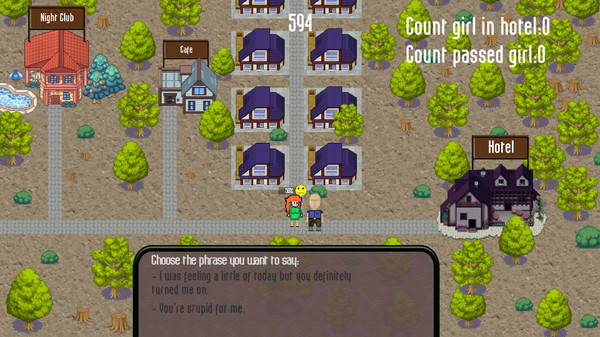 Night Club
Cafe
594
Count girl in hotel:0
Count passed girl:0
Hotel
Choose the phrase you want to say:
- I was feeling a little of today but you definitely
turned me on.
- You're stupid for me.